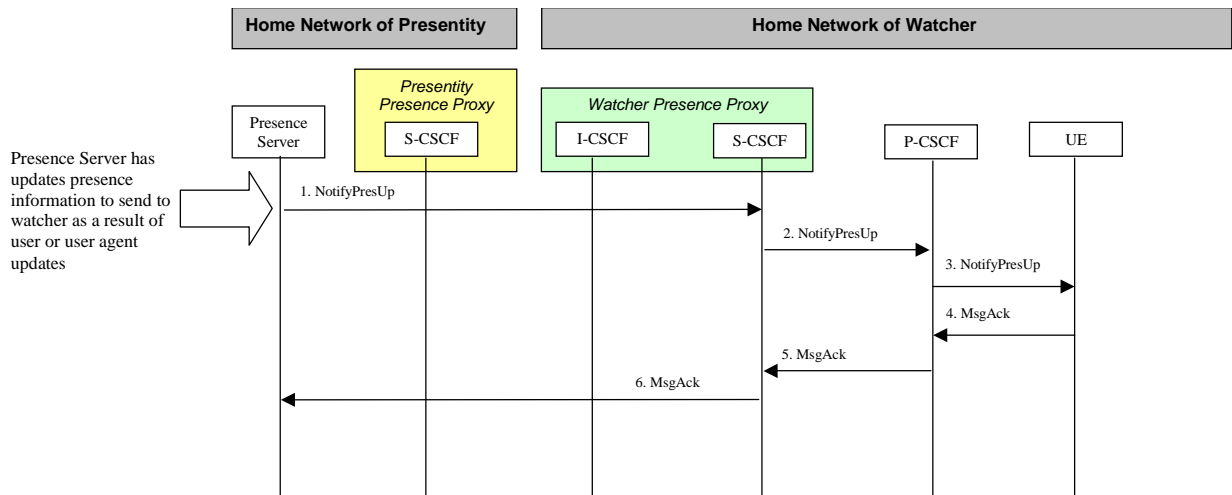 Home Network of Presentity
Home Network of Watcher
Presentity
Presence Proxy
Watcher Presence Proxy
Presence
Server
S-CSCF
I-CSCF
S-CSCF
P-CSCF
UE
Presence Server has
updates presence
information to send to
watcher as a result of
user or user agent
updates
1. NotifyPresUp
2. NotifyPresUp
3. NotifyPresUp
4. MsgAck
5. MsgAck
6. MsgAck